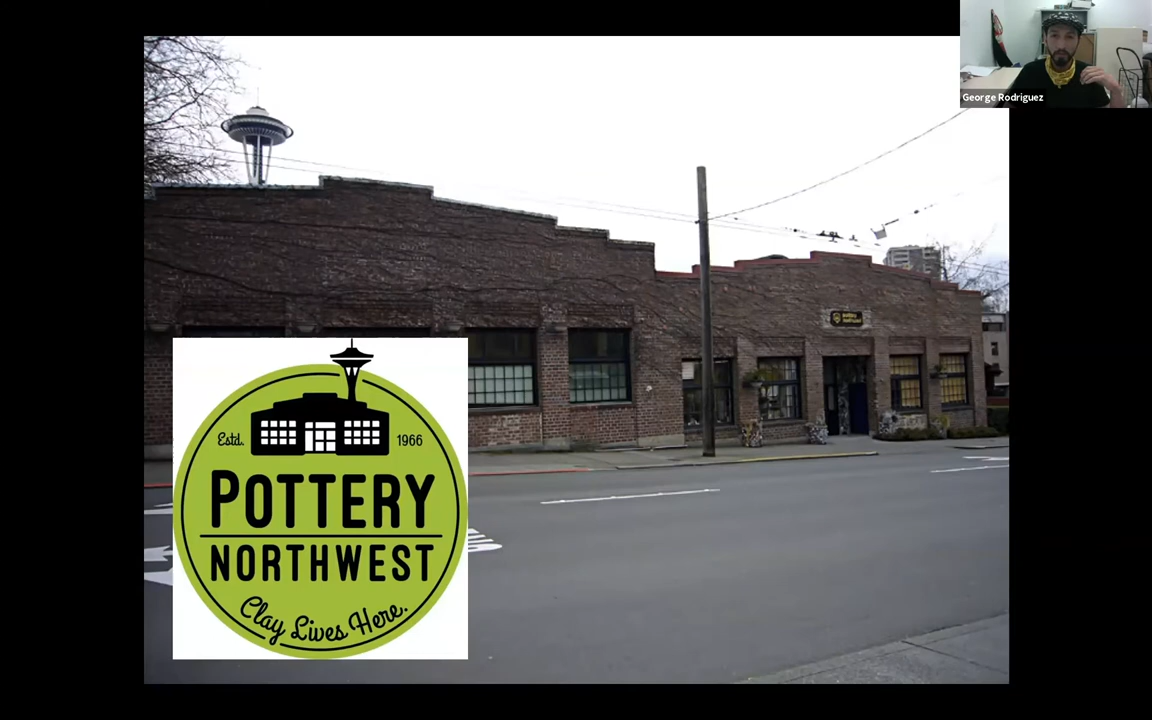 George Rodriguez
Estd. 1966
POTTERY
NORTHWEST
Clay Lives Here.